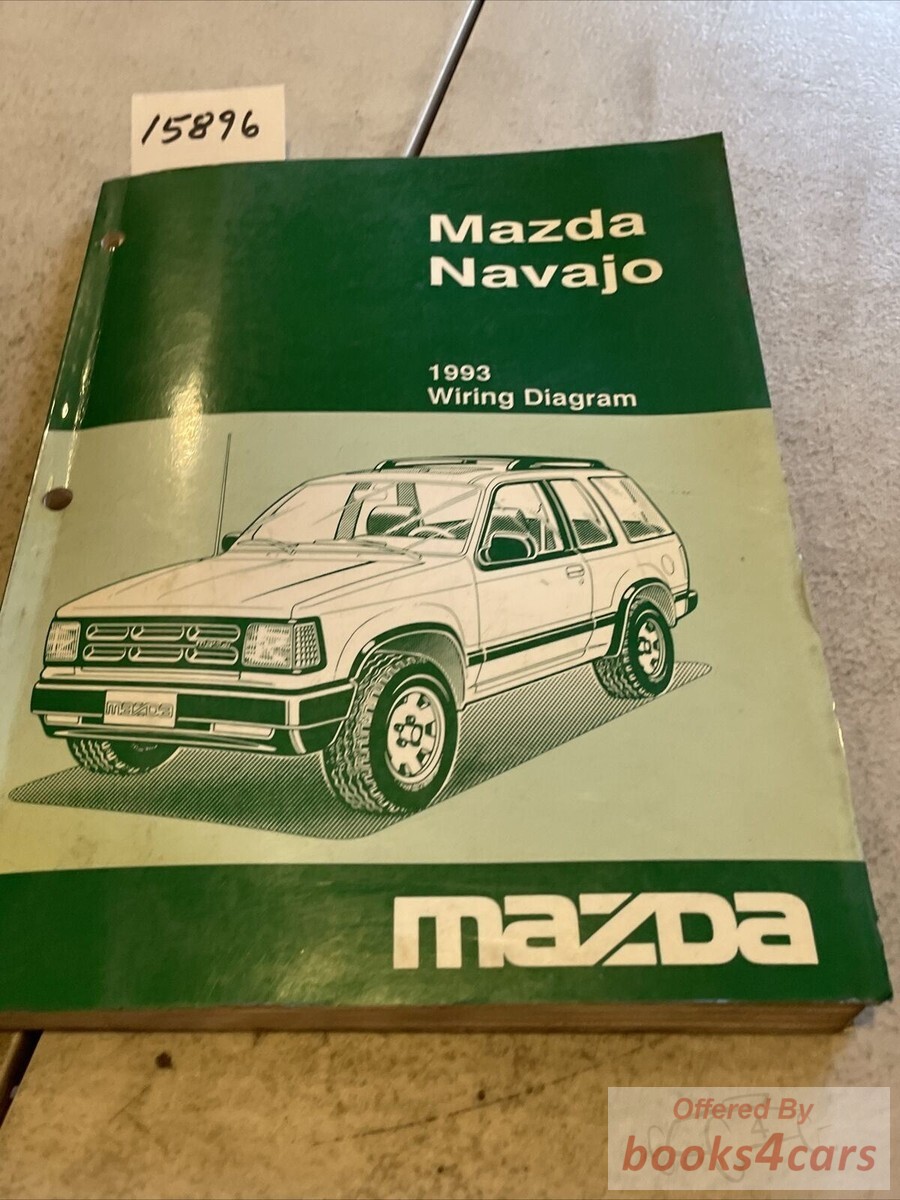 15896
Mazda
Navajo
1993
Wiring Diagram
mazda
mazda
Offered By
books4cars